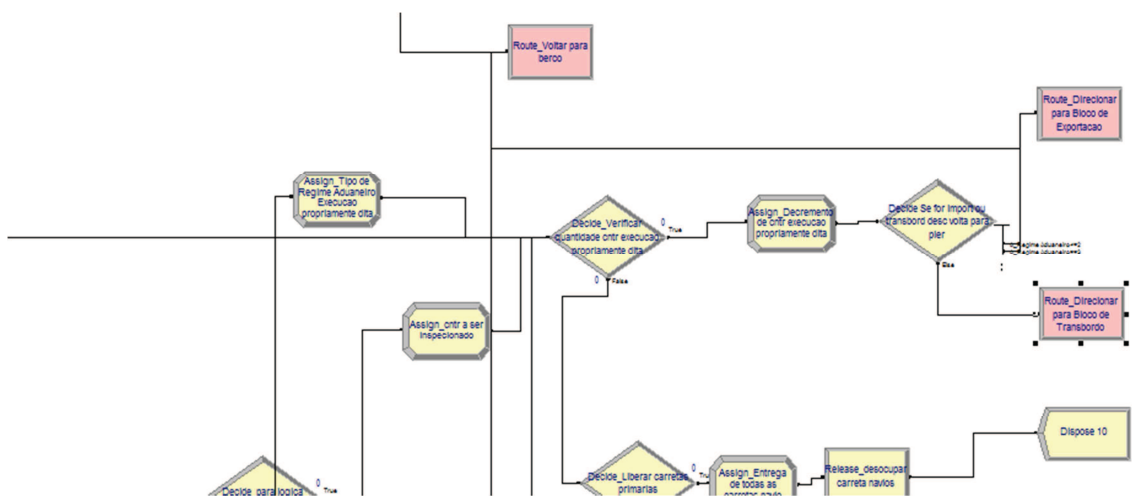 Route_Voltar para
berco
Route_Direcionar
para Bloco de
Exportacao
Assign_Tipo de
Regime Aduaneiro
Execucao
propriamente dita
Decide_Verificar
quantidade cntr execucao
propriamente dita
0
True
0
False
Assign_Decremento
de cntr execucao
propriamente dita
Decide Se for import ou
transbord desc volta para
pier
Else
Route_Direcionar
para Bloco de
Transbordo
Assign_cntr a ser
inspecionado
Dispose 10
Decide_para logica
0
True
Decide_Liberar carretas
primarias
0
Assign_Entrega
de todas as
carretas navio
Release_desocupar
carreta navios